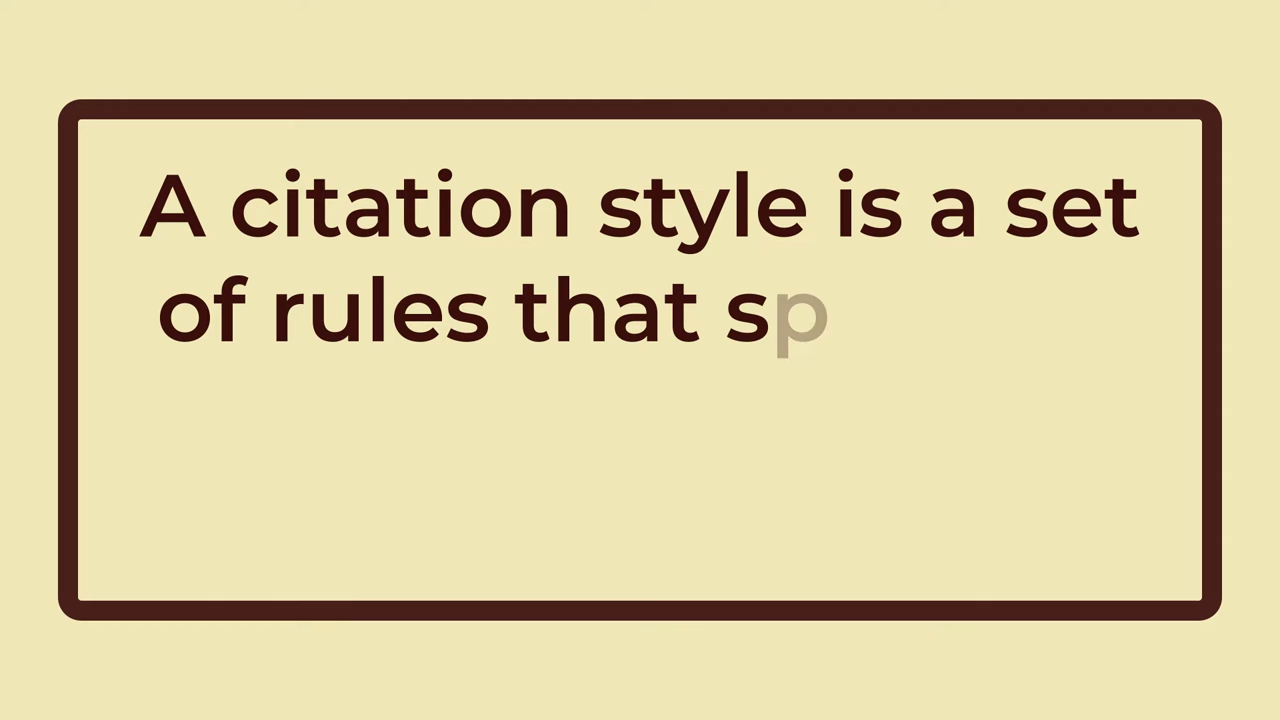 A citation style is a set
of rules that sp